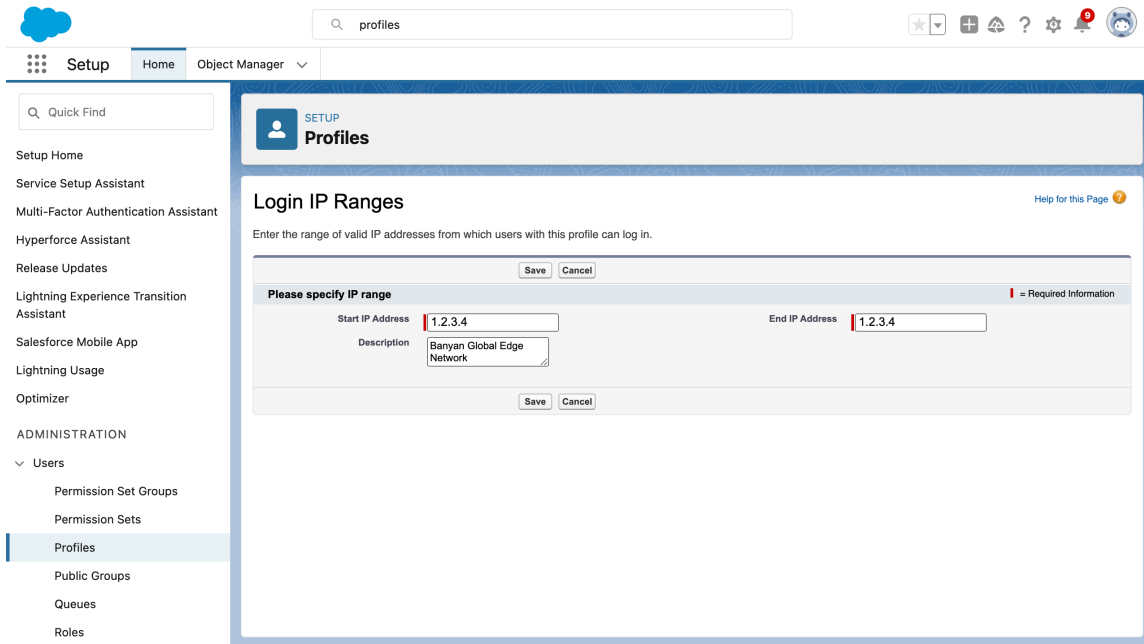 profiles
9
Setup
Home
Object Manager
Quick Find
Setup Home
Service Setup Assistant
Multi-Factor Authentication Assistant
Hyperforce Assistant
Release Updates
Lightning Experience Transition
Assistant
Salesforce Mobile App
Lightning Usage
Optimizer
ADMINISTRATION
Users
Permission Set Groups
Permission Sets
Profiles
Public Groups
Queues
Roles
SETUP
Profiles
Login IP Ranges
Help for this Page ?
Enter the range of valid IP addresses from which users with this profile can log in.
Save Cancel
Please specify IP range
= Required Information
Start IP Address 1.2.3.4
End IP Address 1.2.3.4
Description Banyan Global Edge
Network
Save Cancel